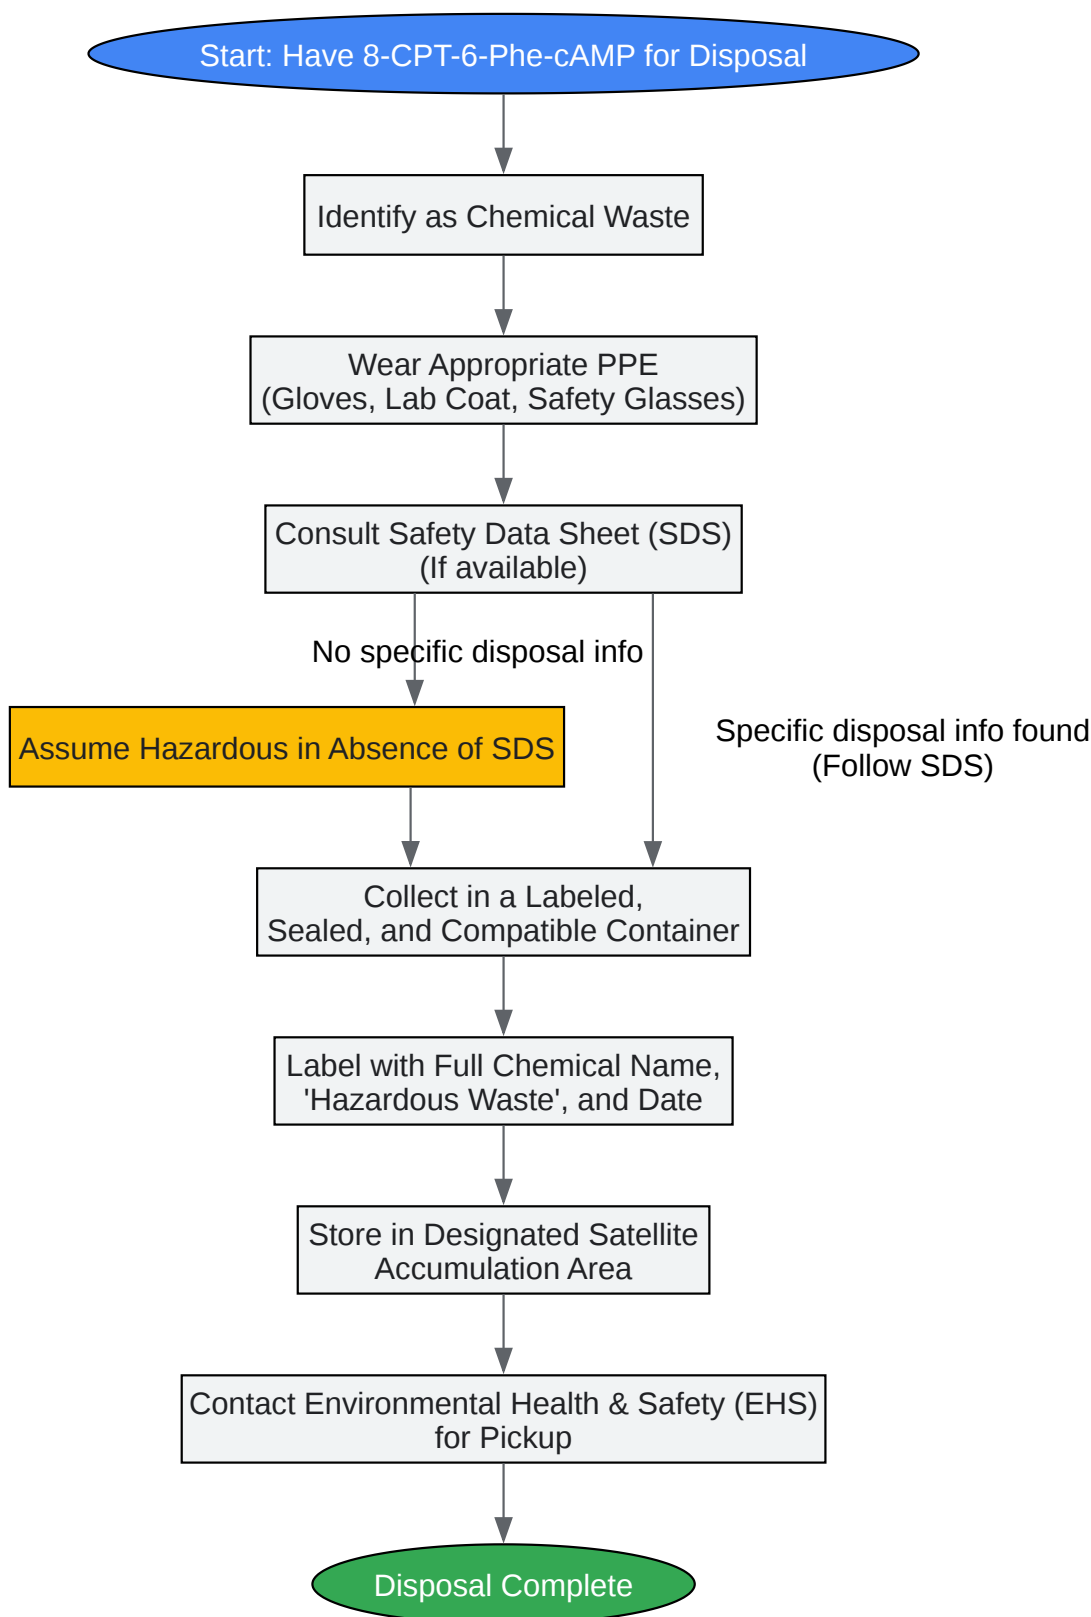 Start: Have 8-CPT-6-Phe-cAMP for Disposal
Identify as Chemical Waste
Wear Appropriate PPE
(Gloves, Lab Coat, Safety Glasses)
Consult Safety Data Sheet (SDS)
(If available)
No specific disposal info
Specific disposal info found
(Follow SDS)
Assume Hazardous in Absence of SDS
Collect in a Labeled,
Sealed, and Compatible Container
Label with Full Chemical Name,
'Hazardous Waste', and Date
Store in Designated Satellite
Accumulation Area
Contact Environmental Health & Safety (EHS)
for Pickup
Disposal Complete